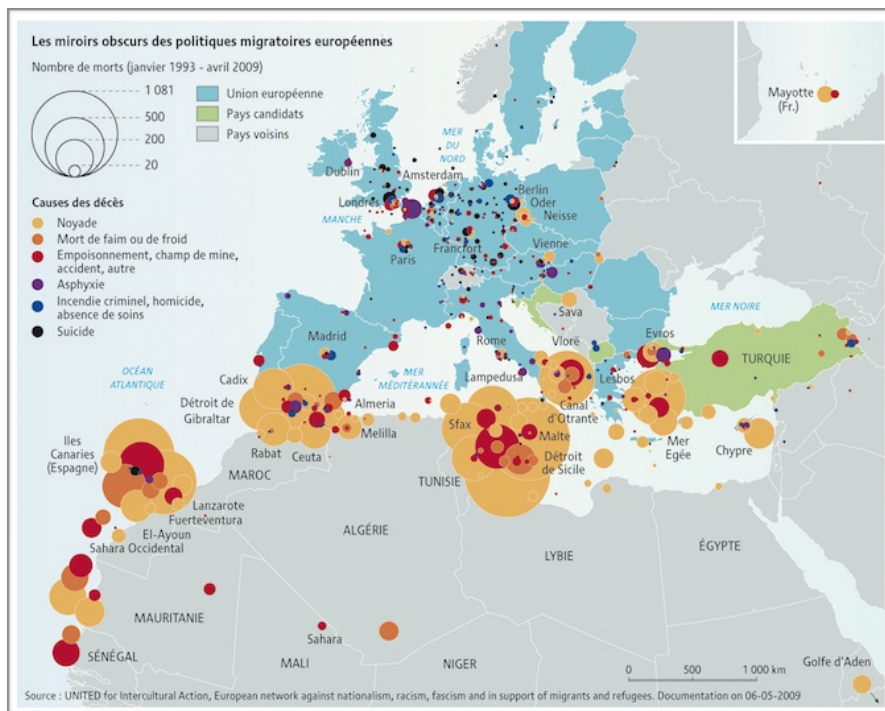 Les miroirs obscurs des politiques migratoires européennes
Nombre de morts (janvier 1993 - avril 2009)
1 081
500
200
20
Union européenne
Pays candidats
Pays voisins
Causes des décès
Noyade
Mort de faim ou de froid
Empoisonnement, champ de mine,
accident, autre
Asphyxie
Incendie criminel, homicide,
absence de soins
Suicide
Mayotte
(Fr.)
MER
DU
NORD
Dublin
Amsterdam
Londres
Berlin
Oder
Neisse
MANCHE
Paris
Francfort
Vienne
Sava
MER NOIRE
Madrid
Rome
Vlorë
Evros
TURQUIE
OCÉAN
ATLANTIQUE
MER
MÉDITÉRRANÉE
Lampedusa
Lesbos
Cadix
Détroit de
Gibraltar
Almeria
Melilla
Canal
d'Otrante
Sfax
Malte
Détroit
de Sicile
Mer
Egée
Chypre
Iles
Canaries
(Espagne)
Rabat
Ceuta
MAROC
TUNISIE
Lanzarote
Fuerteventura
El-Ayoun
Sahara Occidental
ALGÉRIE
LYBIE
ÉGYPTE
MAURITANIE
Sahara
SÉNÉGAL
MALI
NIGER
0 500 1 000 km
Golfe d'Aden
Source : UNITED for Intercultural Action, European network against nationalism, racism, fascism and in support of migrants and refugees. Documentation on 06-05-2009